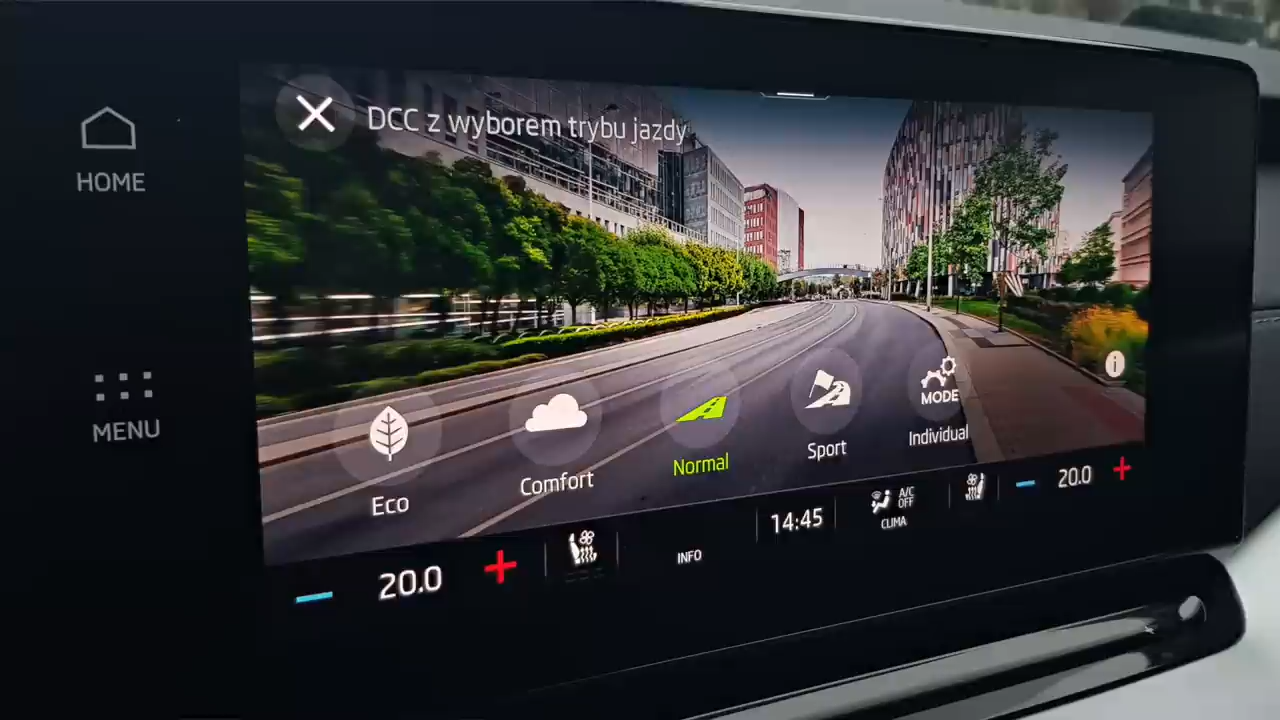 DCC z wyborem trybu jazdy
HOME
MENU
Eco
Comfort
Normal
Sport
MODE
Individual
i
20.0
INFO
14:45
A/C
OFF
CLIMA
20.0